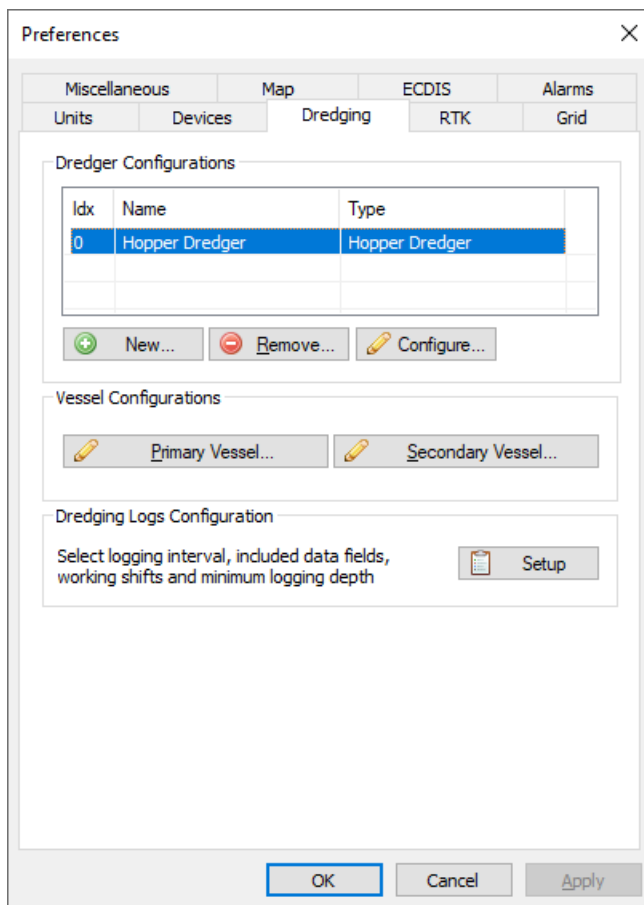 Preferences
Miscellaneous Map ECDIS Alarms
Units Devices Dredging RTK Grid
Dredger Configurations
Idx Name Type
0 Hopper Dredger Hopper Dredger
New... Remove... Configure...
Vessel Configurations
Primary Vessel... Secondary Vessel...
Dredging Logs Configuration
Select logging interval, included data fields,
working shifts and minimum logging depth
Setup
OK Cancel Apply